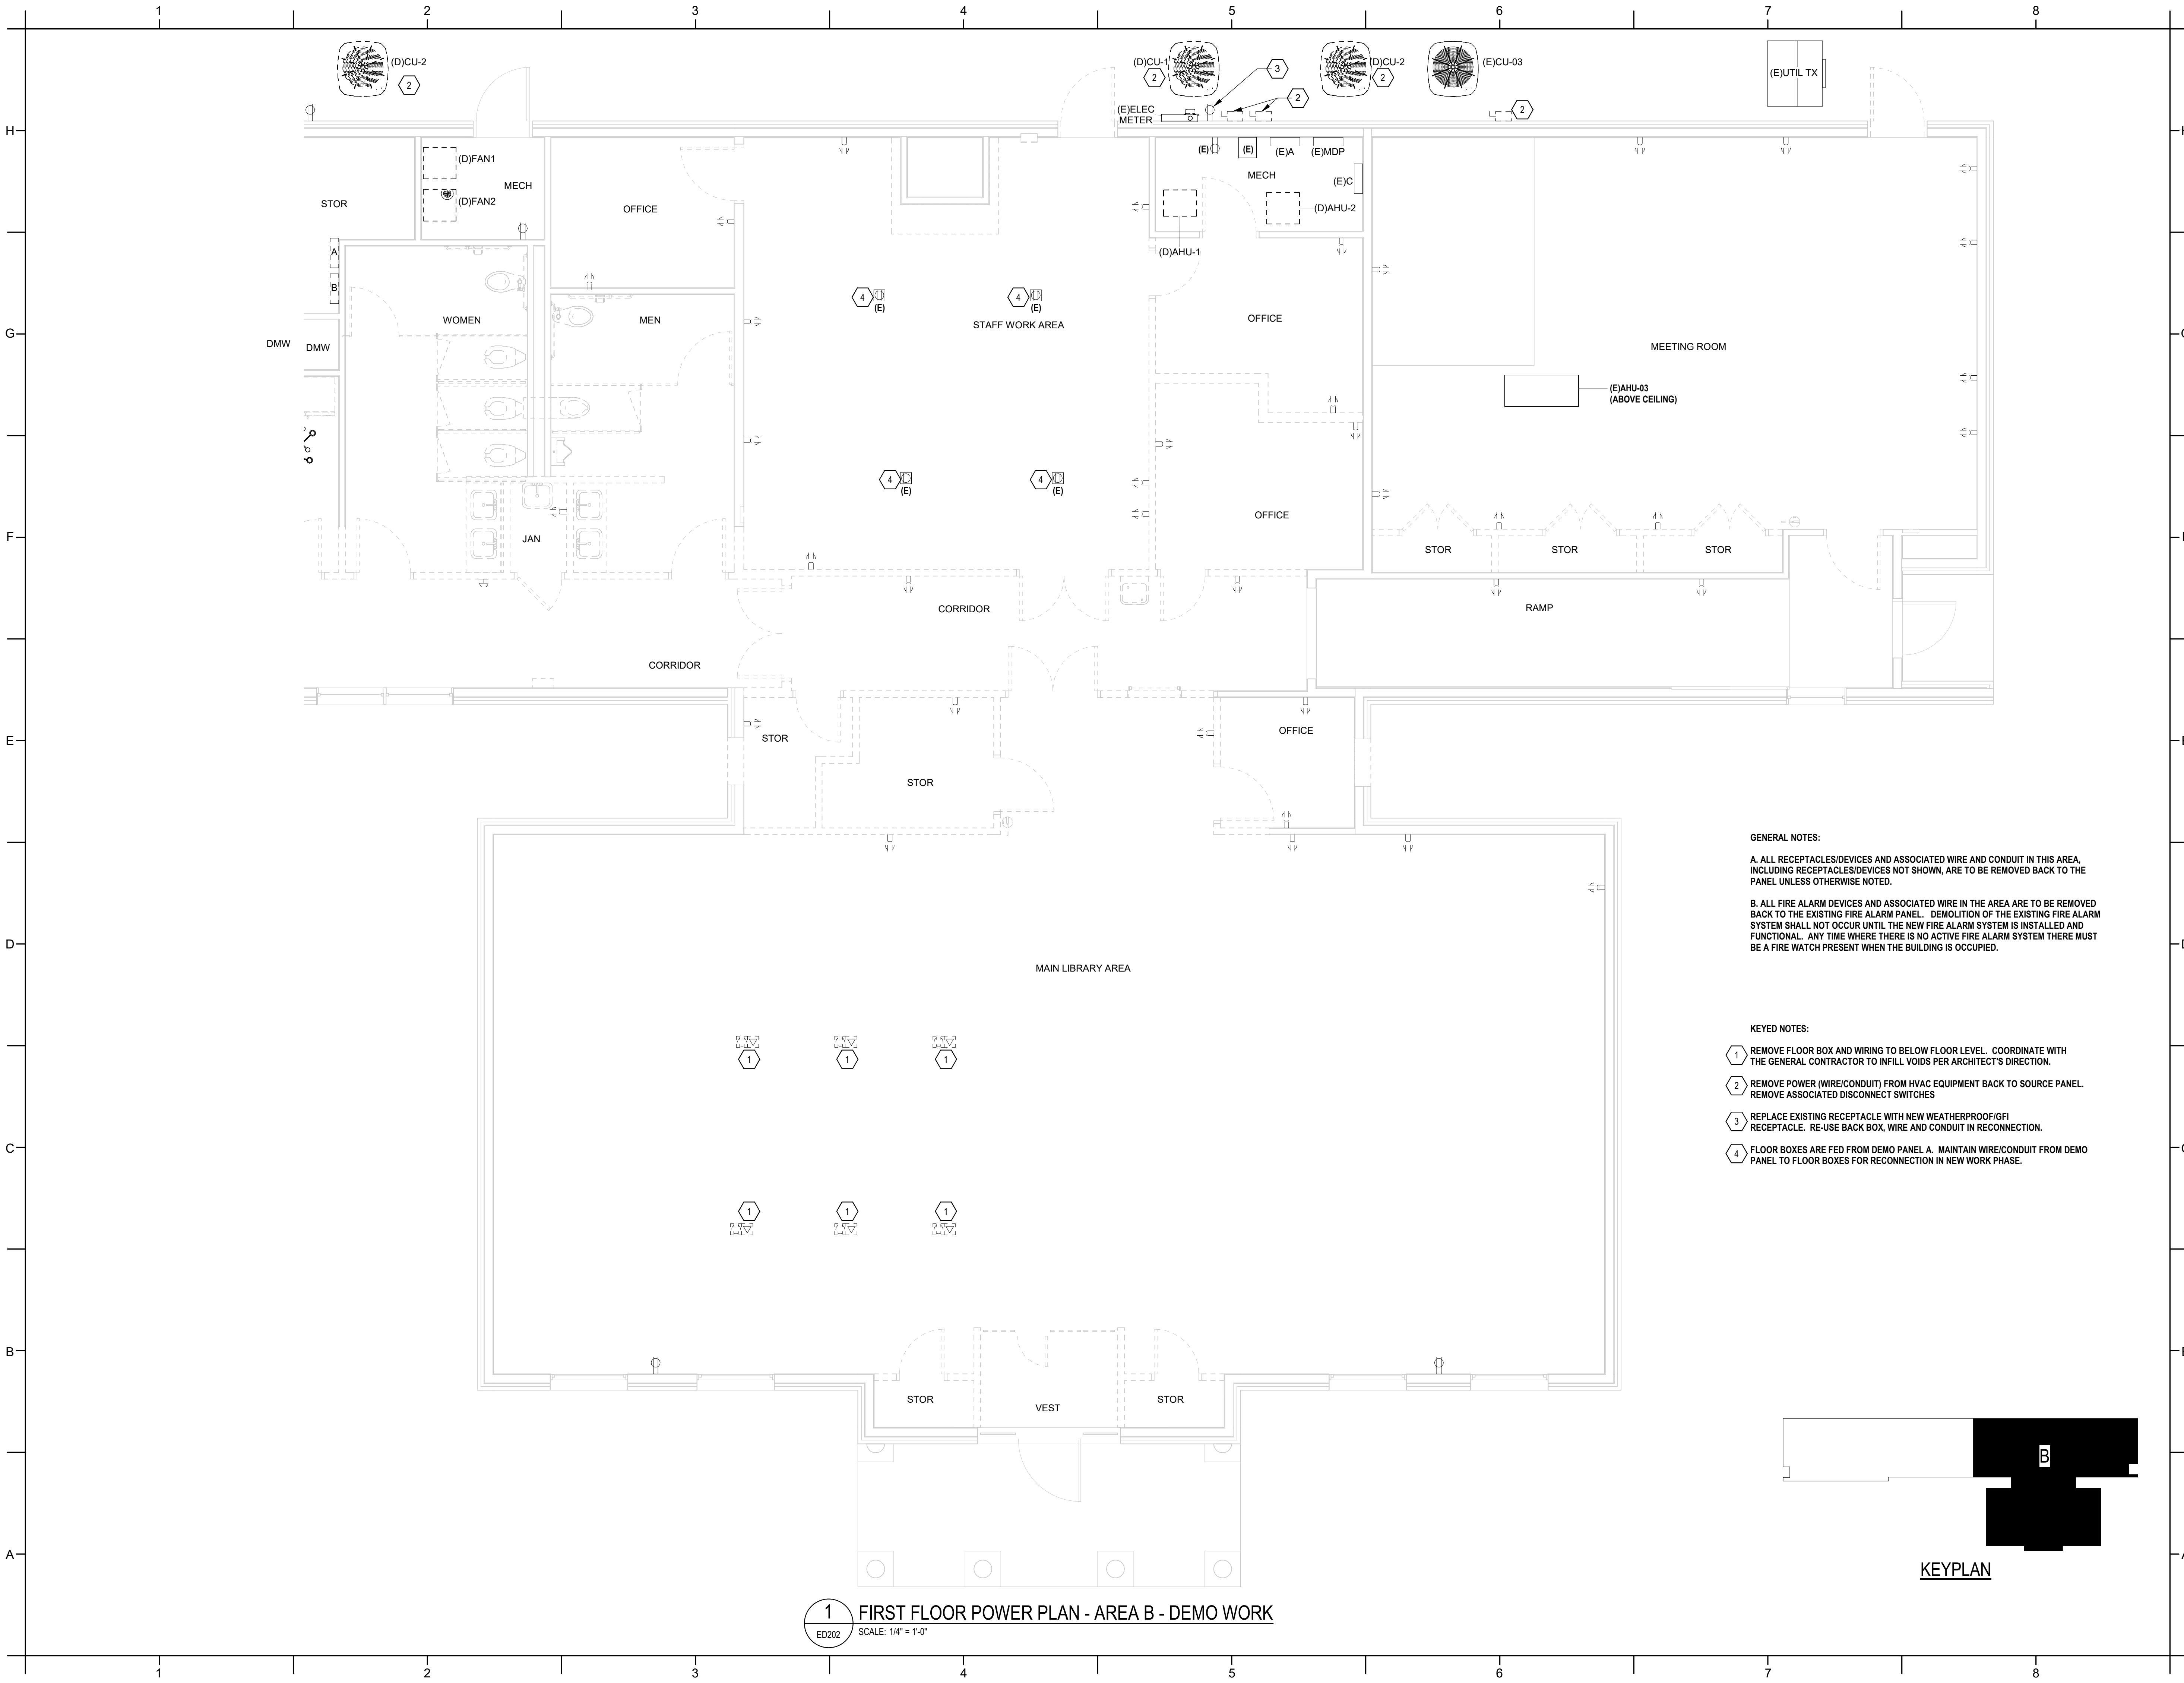 1 2 3 4 5 6 7 8
(D)CU-2
2
(D)CU-1
2
3
2
(D)CU-2
2
(E)CU-03
(E)UTIL TX
2
(E)ELEC
METER
H
(D)FAN1
MECH
(D)FAN2
STOR
OFFICE
(E)
(E)
(E)A
(E)MDP
MECH
(E)C
(D)AHU-2
(D)AHU-1
A
B
4
(E)
4
(E)
WOMEN
MEN
STAFF WORK AREA
OFFICE
G
DMW
DMW
MEETING ROOM
(E)AHU-03
(ABOVE CEILING)
4
(E)
4
(E)
OFFICE
F
JAN
STOR
STOR
STOR
CORRIDOR
RAMP
CORRIDOR
E
STOR
OFFICE
STOR
GENERAL NOTES:
A. ALL RECEPTACLES/DEVICES AND ASSOCIATED WIRE AND CONDUIT IN THIS AREA,
INCLUDING RECEPTACLES/DEVICES NOT SHOWN, ARE TO BE REMOVED BACK TO THE
PANEL UNLESS OTHERWISE NOTED.
B. ALL FIRE ALARM DEVICES AND ASSOCIATED WIRE IN THE AREA ARE TO BE REMOVED
BACK TO THE EXISTING FIRE ALARM PANEL. DEMOLITION OF THE EXISTING FIRE ALARM
SYSTEM SHALL NOT OCCUR UNTIL THE NEW FIRE ALARM SYSTEM IS INSTALLED AND
FUNCTIONAL. ANY TIME WHERE THERE IS NO ACTIVE FIRE ALARM SYSTEM THERE MUST
BE A FIRE WATCH PRESENT WHEN THE BUILDING IS OCCUPIED.
D
MAIN LIBRARY AREA
KEYED NOTES:
1 REMOVE FLOOR BOX AND WIRING TO BELOW FLOOR LEVEL. COORDINATE WITH
THE GENERAL CONTRACTOR TO INFILL VOIDS PER ARCHITECT'S DIRECTION.
2 REMOVE POWER (WIRE/CONDUIT) FROM HVAC EQUIPMENT BACK TO SOURCE PANEL.
REMOVE ASSOCIATED DISCONNECT SWITCHES
3 REPLACE EXISTING RECEPTACLE WITH NEW WEATHERPROOF/GFI
RECEPTACLE. RE-USE BACK BOX, WIRE AND CONDUIT IN RECONNECTION.
4 FLOOR BOXES ARE FED FROM DEMO PANEL A. MAINTAIN WIRE/CONDUIT FROM DEMO
PANEL TO FLOOR BOXES FOR RECONNECTION IN NEW WORK PHASE.
1 1 1
C
1 1 1
B
STOR
VEST
STOR
B
A
KEYPLAN
1
ED202
FIRST FLOOR POWER PLAN - AREA B - DEMO WORK
SCALE: 1/4" = 1'-0"
1 2 3 4 5 6 7 8